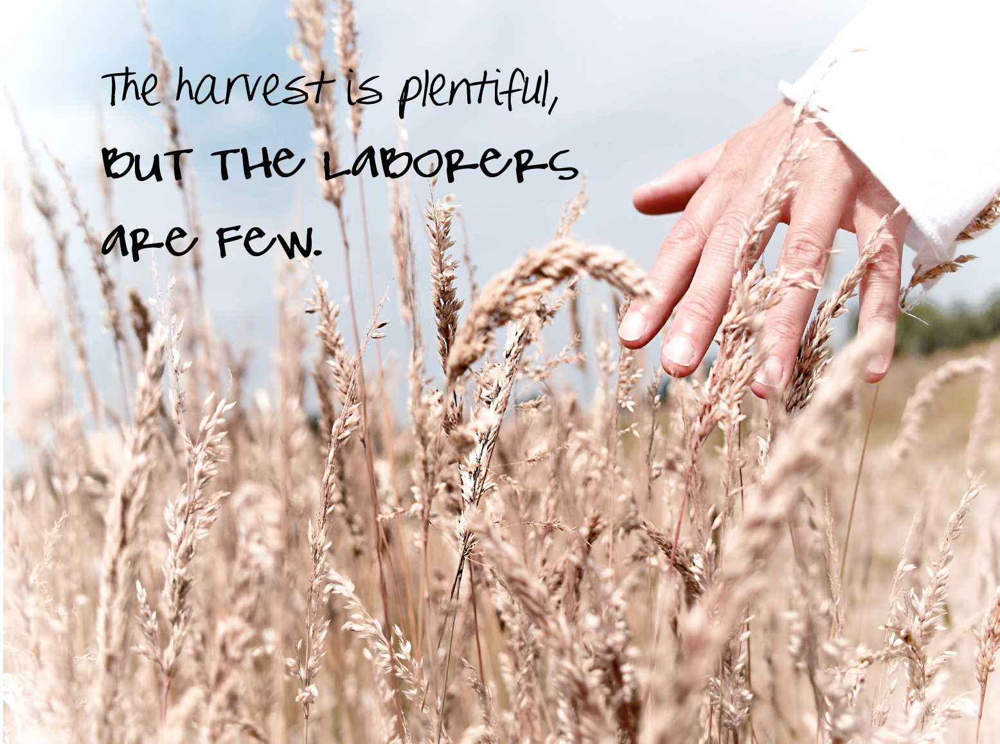 The harvest is plentiful,
BUT THE LABORERS
ARE FEW.